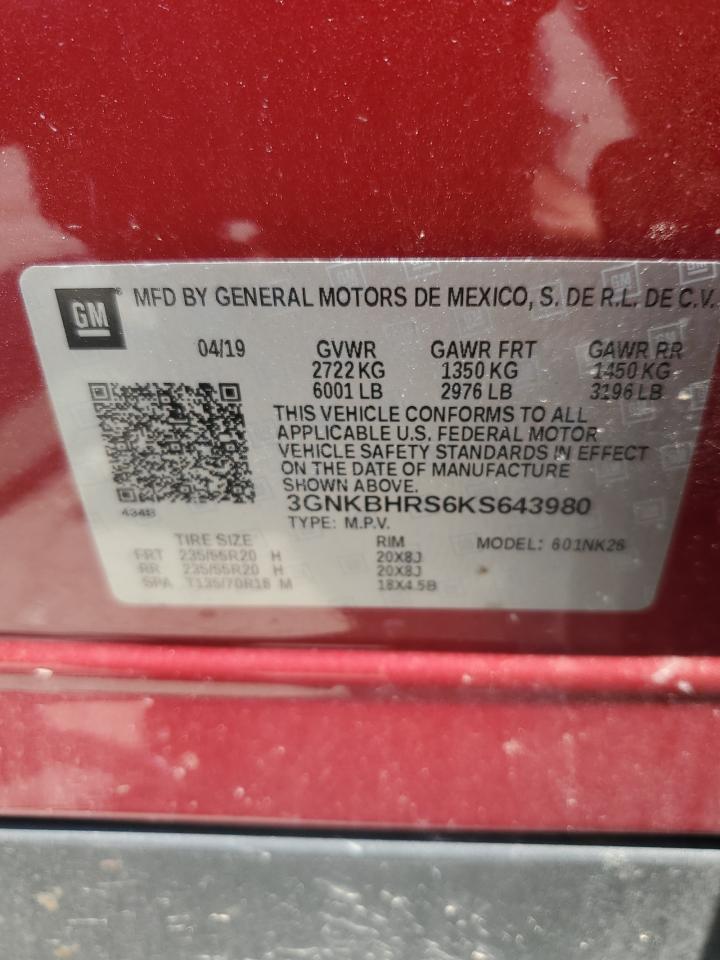 GM MFD BY GENERAL MOTORS DE MEXICO, S. DE R.L. DE C.V.
04/19 GVWR GAWR FRT GAWR RR
2722 KG 1350 KG 1450 KG
6001 LB 2976 LB 3196 LB
THIS VEHICLE CONFORMS TO ALL
APPLICABLE U.S. FEDERAL MOTOR
VEHICLE SAFETY STANDARDS IN EFFECT
ON THE DATE OF MANUFACTURE
SHOWN ABOVE.
3GNKBHRS6KS643980
434B
TYPE: M.P.V.
TIRE SIZE RIM MODEL: 601NK26
FRT 235/55R20 H 20X8J
RR 235/55R20 H 20X8J
SPA T135/70R18 M 18X4.5B